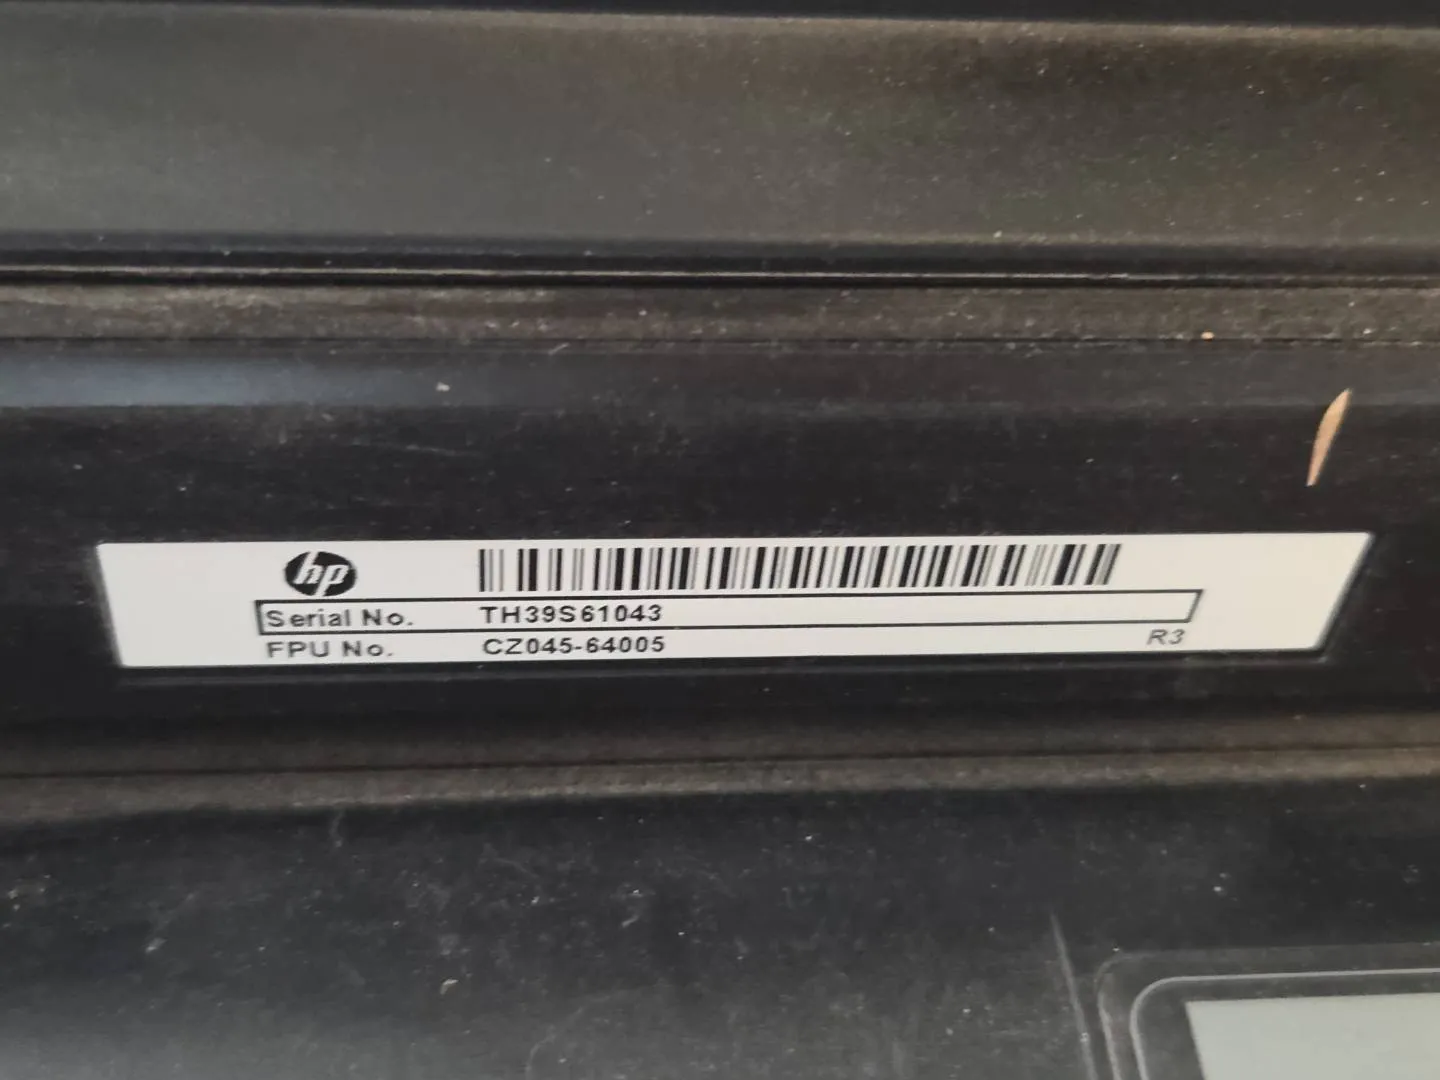 hp
Serial No. TH39S61043
FPU No. CZ045-64005 R3